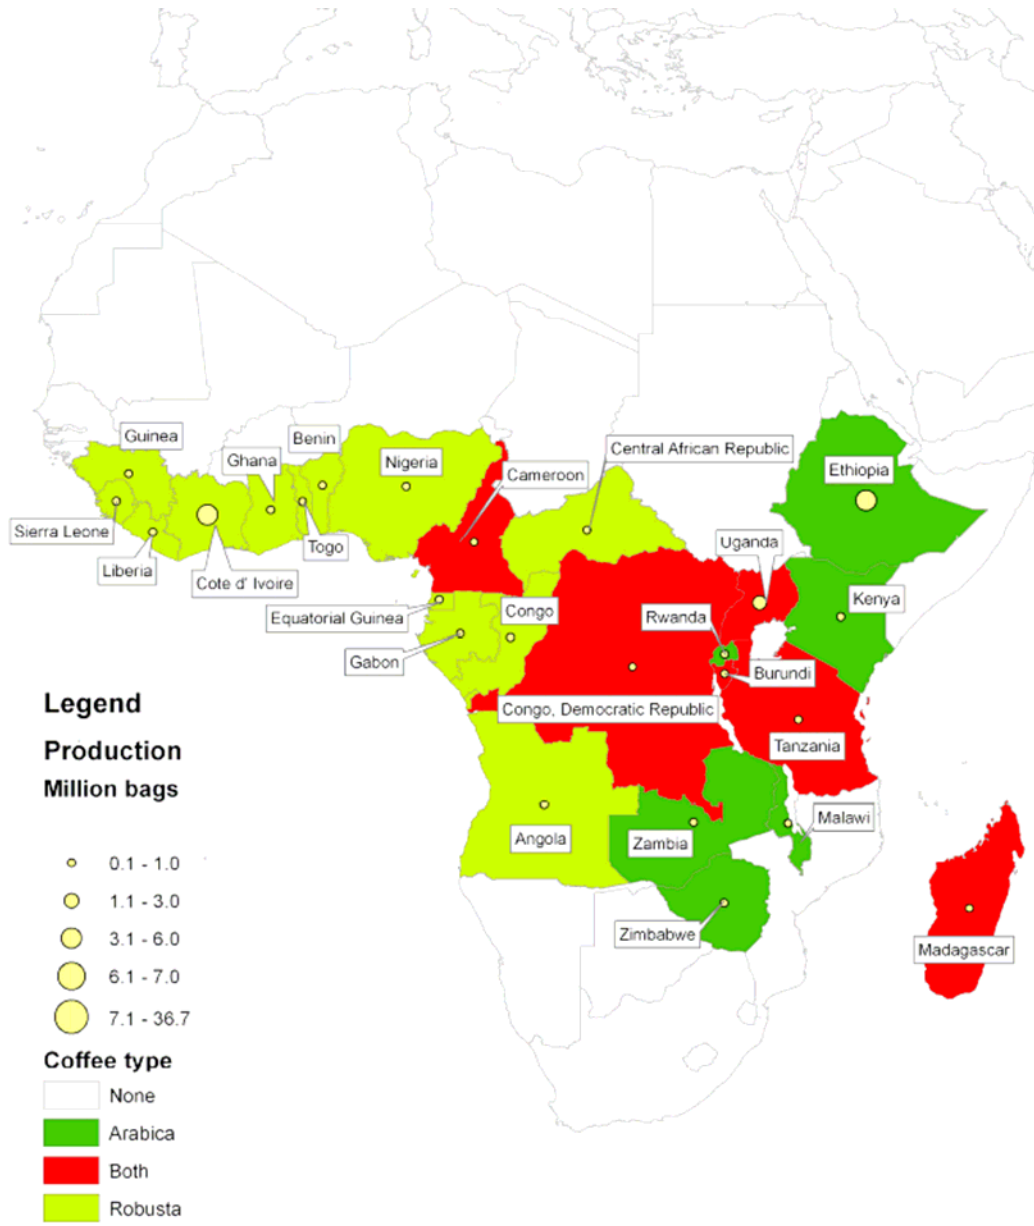 Guinea
Benin
Ghana
Nigeria
Cameroon
Central African Republic
Ethiopia
Sierra Leone
Liberia
Cote d' Ivoire
Togo
Uganda
Equatorial Guinea
Congo
Rwanda
Kenya
Gabon
Burundi
Congo, Democratic Republic
Tanzania
Angola
Zambia
Malawi
Zimbabwe
Madagascar
Legend
Production
Million bags
0.1 - 1.0
1.1 - 3.0
3.1 - 6.0
6.1 - 7.0
7.1 - 36.7
Coffee type
None
Arabica
Both
Robusta